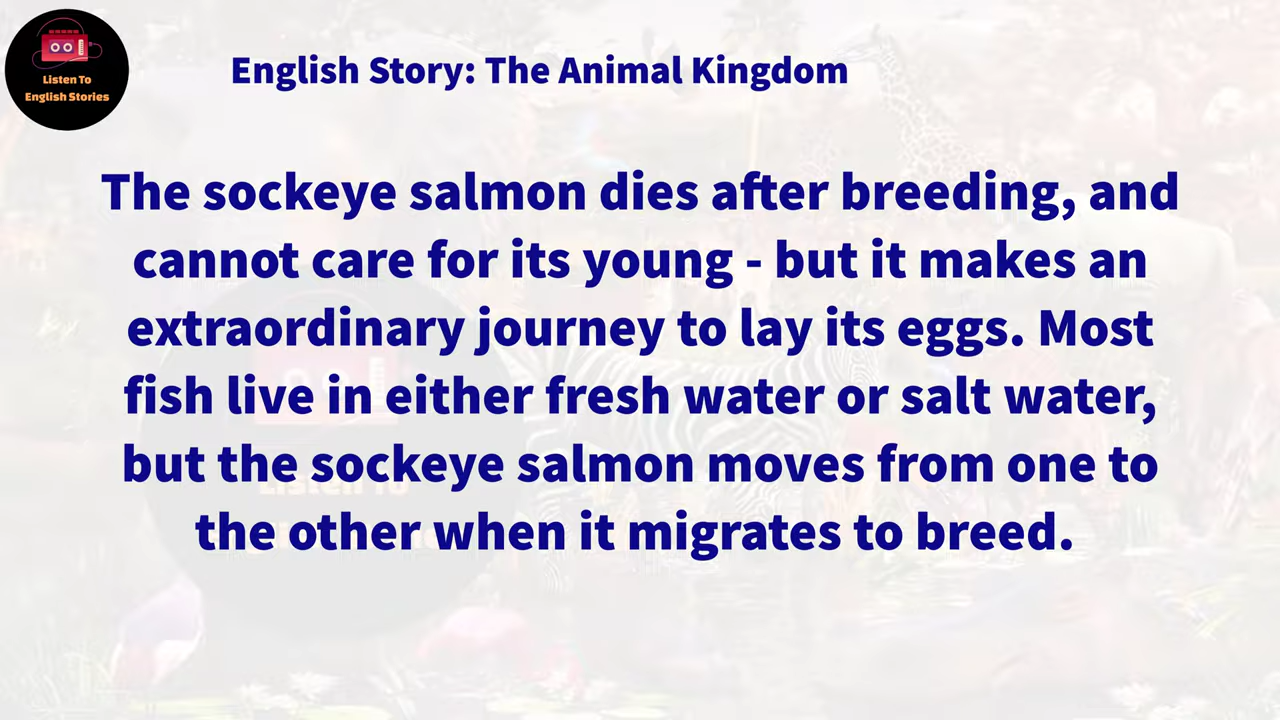 Listen To
English Stories
English Story: The Animal Kingdom
The sockeye salmon dies after breeding, and
cannot care for its young - but it makes an
extraordinary journey to lay its eggs. Most
fish live in either fresh water or salt water,
but the sockeye salmon moves from one to
the other when it migrates to breed.
Listen To